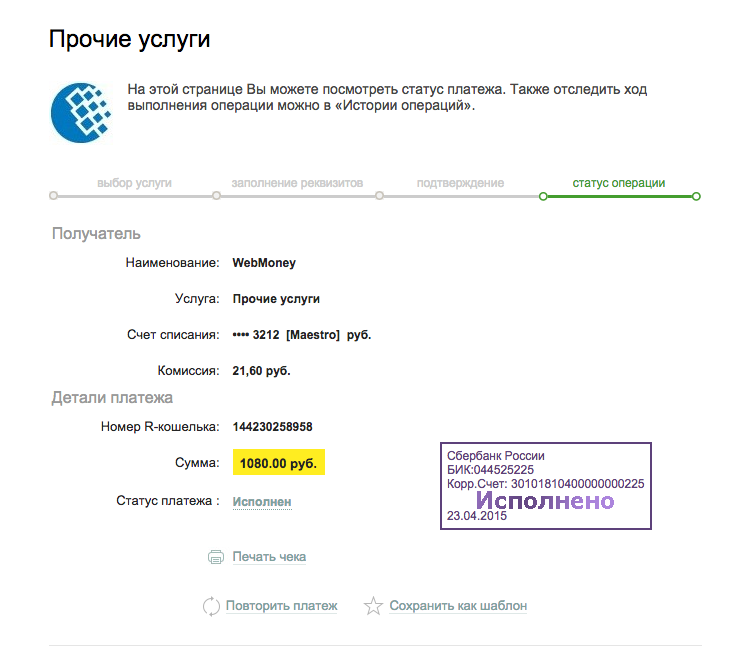 Прочие услуги
На этой странице Вы можете посмотреть статус платежа. Также отследить ход
выполнения операции можно в «Истории операций».
выбор услуги заполнение реквизитов подтверждение статус операции
Получатель
Наименование: WebMoney
Услуга: Прочие услуги
Счет списания: •••• 3212 [Maestro] руб.
Комиссия: 21,60 руб.
Детали платежа
Номер R-кошелька: 144230258958
Сумма: 1080.00 руб.
Статус платежа : Исполнен
Сбербанк России
БИК:044525225
Корр.Счет: 30101810400000000225
Исполнено
23.04.2015
Печать чека
Повторить платеж Сохранить как шаблон